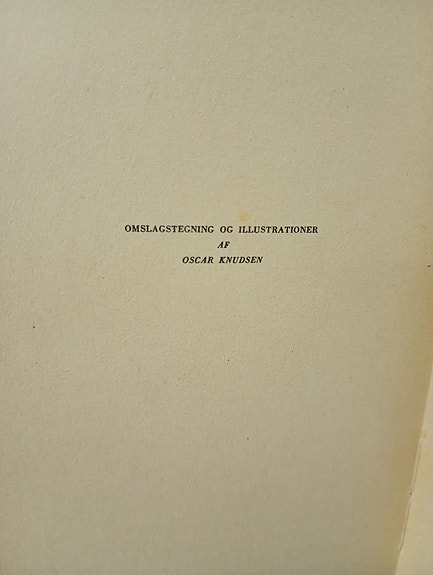 OMSLAGSTEGNING OG ILLUSTRATIONER
AF
OSCAR KNUDSEN